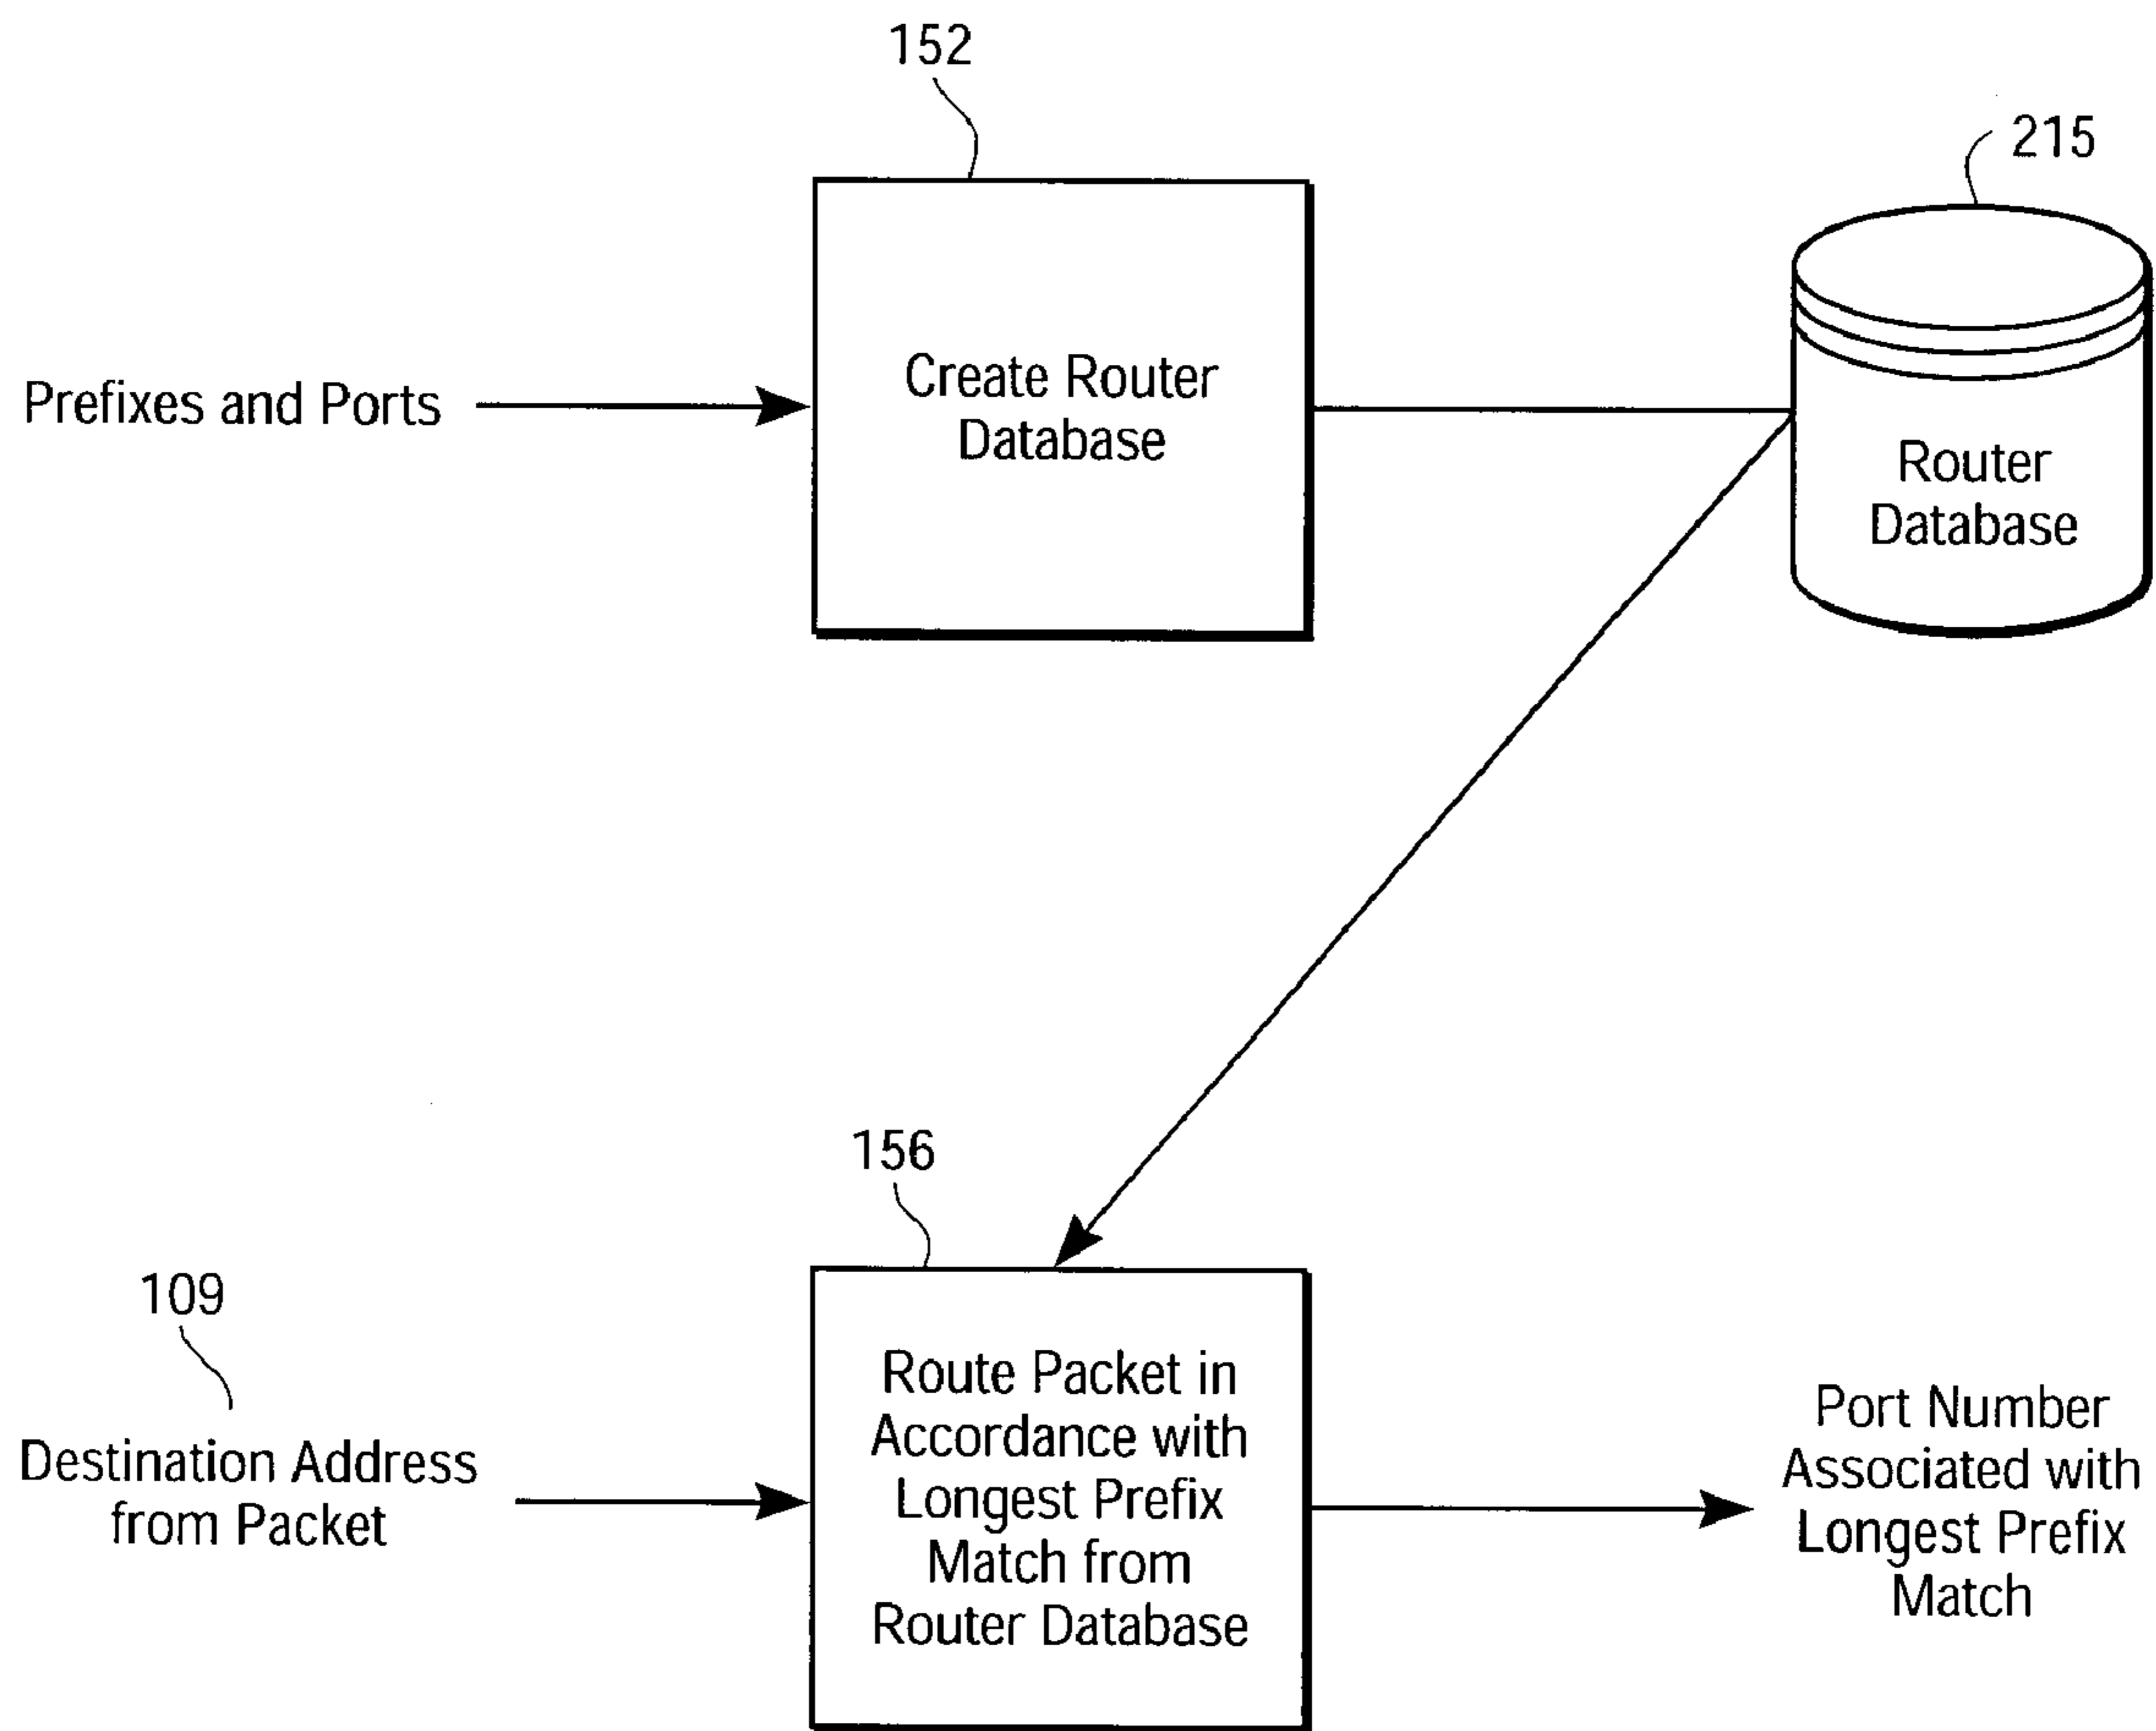 152
215
Prefixes and Ports
Create Router
Database
Router
Database
156
109
Destination Address
from Packet
Route Packet in
Accordance with
Longest Prefix
Match from
Router Database
Port Number
Associated with
Longest Prefix
Match